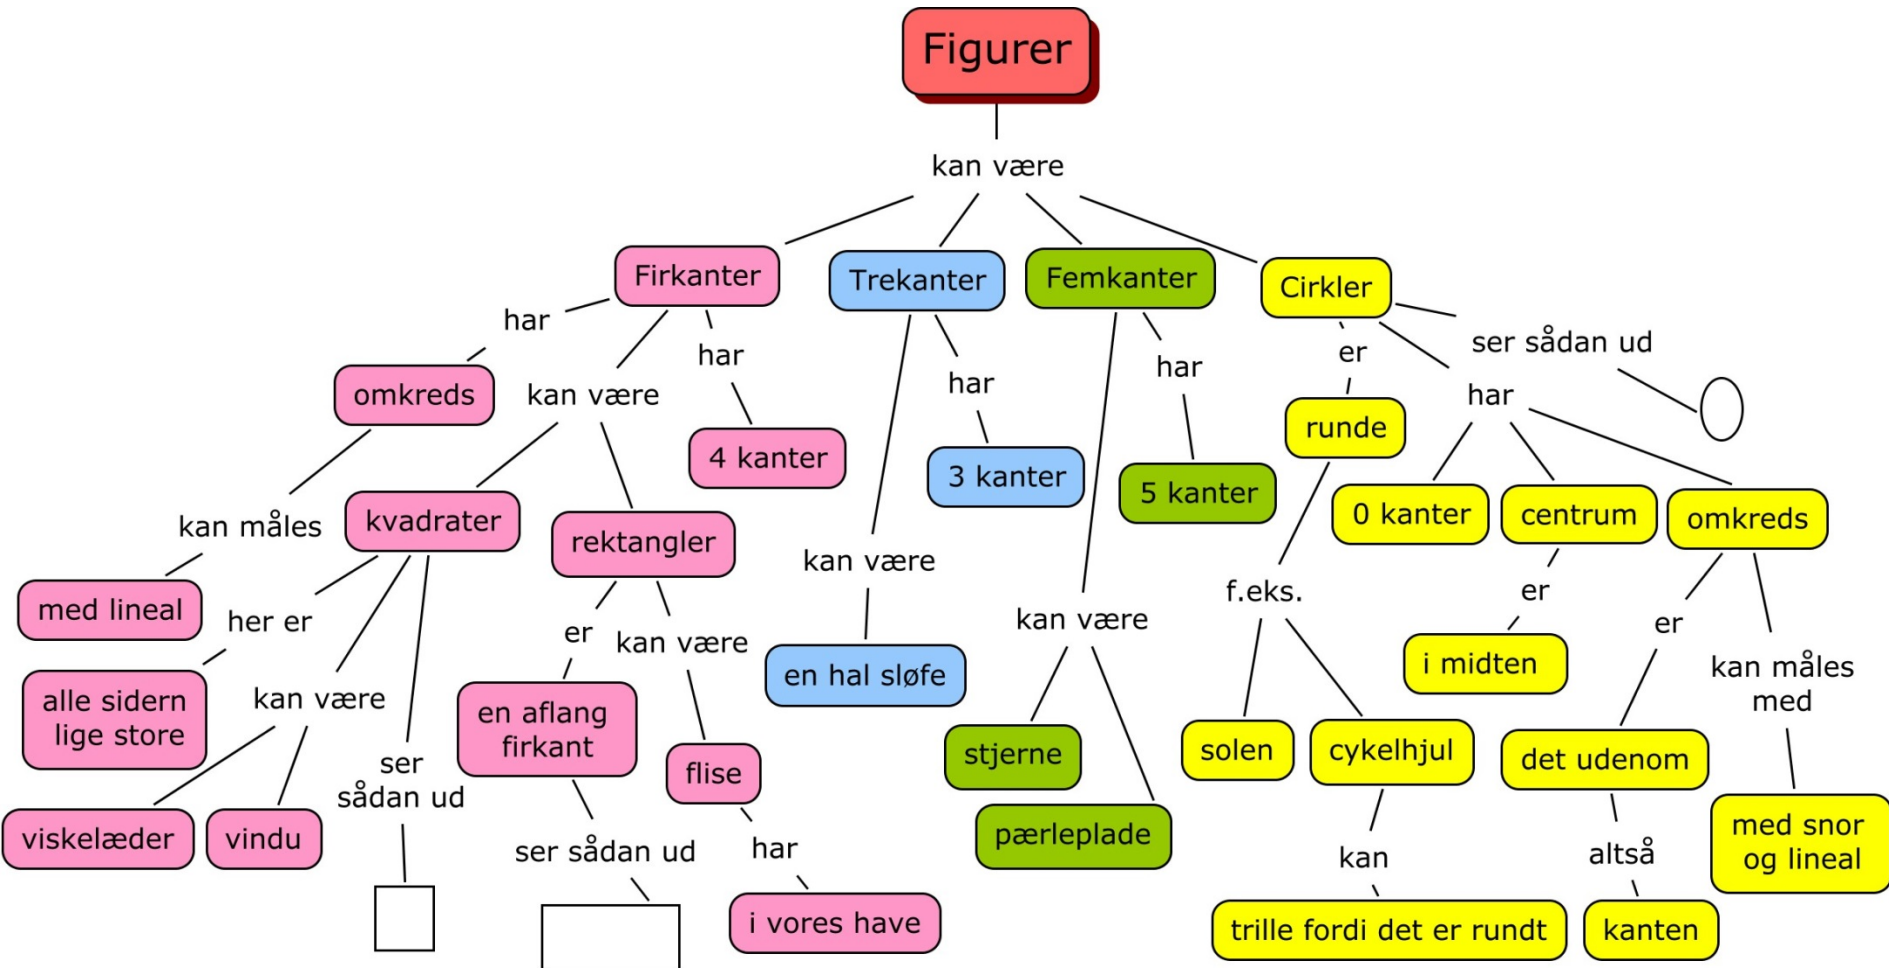 Figurer
kan være
Firkanter
Trekanter
Femkanter
Cirkler
har
kan være
har
omkreds
4 kanter
kan måles
med lineal
kvadrater
her er
alle sidern
lige store
kan være
viskelæder
vindu
ser
sådan ud
rektangler
er
en aflang
firkant
ser sådan ud
kan være
flise
har
i vores have
har
3 kanter
kan være
en hal sløfe
har
5 kanter
kan være
stjerne
pærleplade
er
runde
f.eks.
solen
cykelhjul
kan
trille fordi det er rundt
har
0 kanter
centrum
er
i midten
omkreds
er
det udenom
altså
kanten
kan måles
med
med snor
og lineal
ser sådan ud